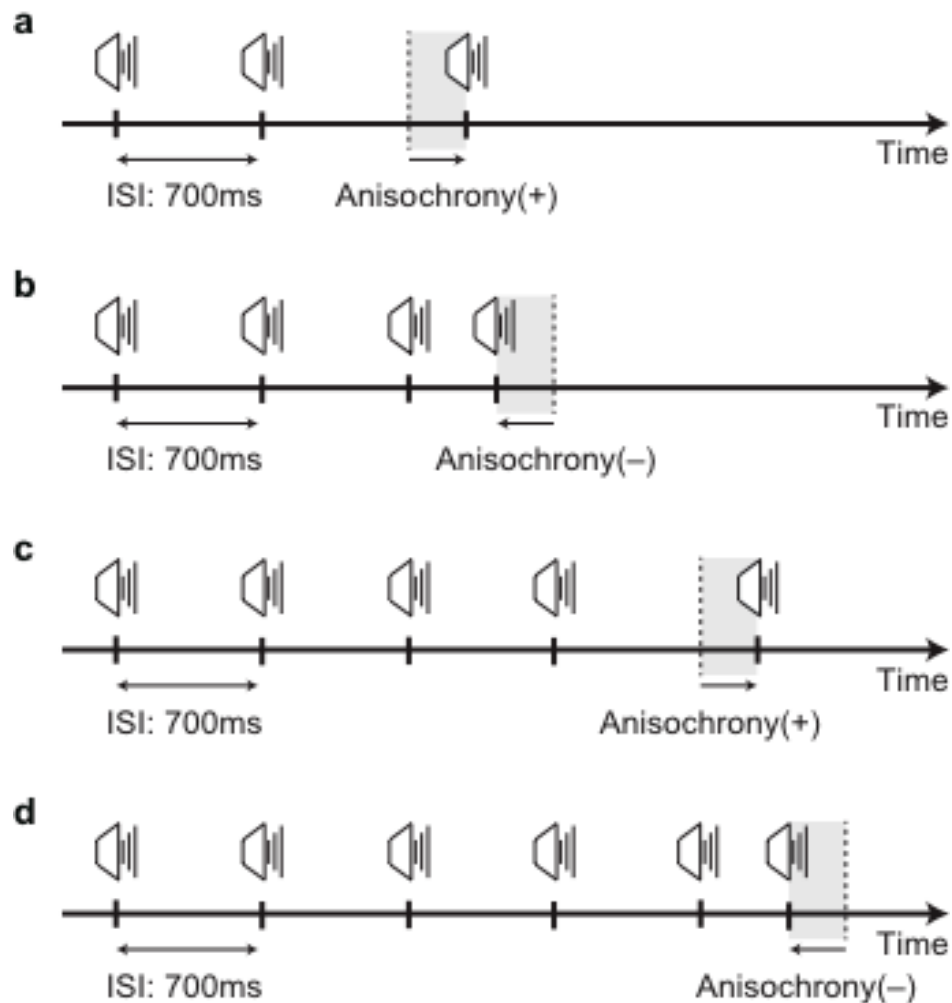 a
Time
ISI: 700ms Anisochrony(+)
b
Time
ISI: 700ms Anisochrony(–)
c
Time
ISI: 700ms Anisochrony(+)
d
Time
ISI: 700ms Anisochrony(–)